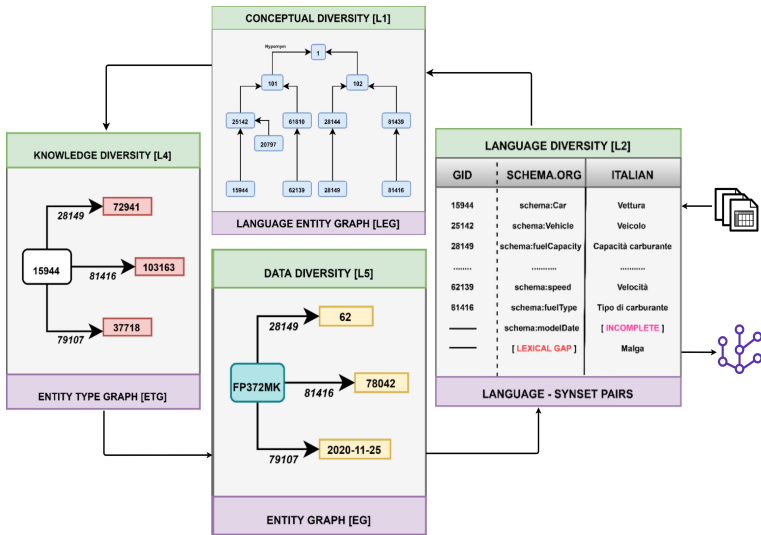 CONCEPTUAL DIVERSITY [L1]
Hypomyn
1
101
102
25142
61810
28144
81439
20797
15944
62139
28149
81416
LANGUAGE ENTITY GRAPH [LEG]
KNOWLEDGE DIVERSITY [L4]
72941
28149
15944
81416
103163
37718
79107
ENTITY TYPE GRAPH [ETG]
DATA DIVERSITY [L5]
62
28149
FP372MK
81416
78042
79107
2020-11-25
ENTITY GRAPH [EG]
LANGUAGE DIVERSITY [L2]
GID SCHEMA.ORG ITALIAN
15944 schema:Car Vettura
25142 schema:Vehicle Veicolo
28149 schema:fuelCapacity Capacità carburante
........ ........... ...........
62139 schema:speed Velocità
81416 schema:fuelType Tipo di carburante
—— schema:modelDate [ INCOMPLETE ]
—— [ LEXICAL GAP ] Malga
LANGUAGE - SYNSET PAIRS